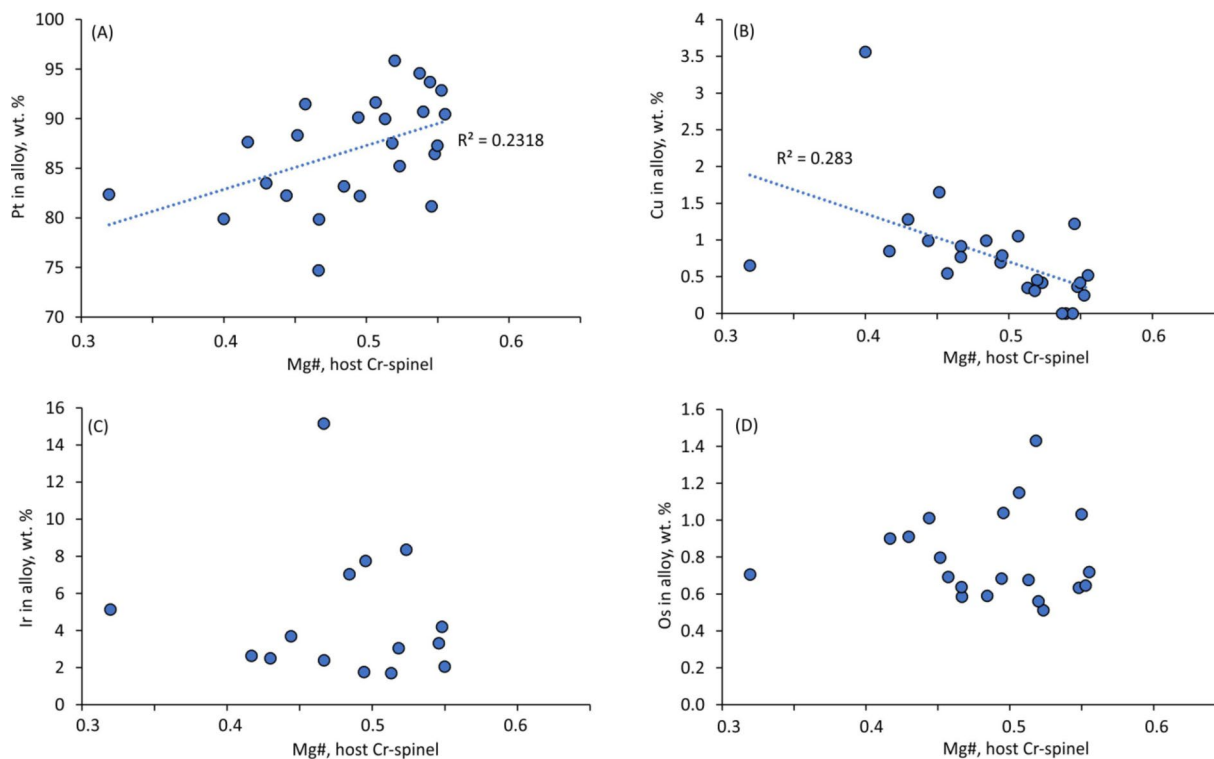 (A)
100
95
90
85
80
75
70
Pt in alloy, wt. %
R² = 0.2318
0.3 0.4 0.5 0.6
Mg#, host Cr-spinel
(B)
4
3.5
3
2.5
2
1.5
1
0.5
0
Cu in alloy, wt. %
R² = 0.283
0.3 0.4 0.5 0.6
Mg#, host Cr-spinel
(C)
16
14
12
10
8
6
4
2
0
Ir in alloy, wt. %
0.3 0.4 0.5 0.6
Mg#, host Cr-spinel
(D)
1.6
1.4
1.2
1.0
0.8
0.6
0.4
0.2
0.0
Os in alloy, wt. %
0.3 0.4 0.5 0.6
Mg#, host Cr-spinel